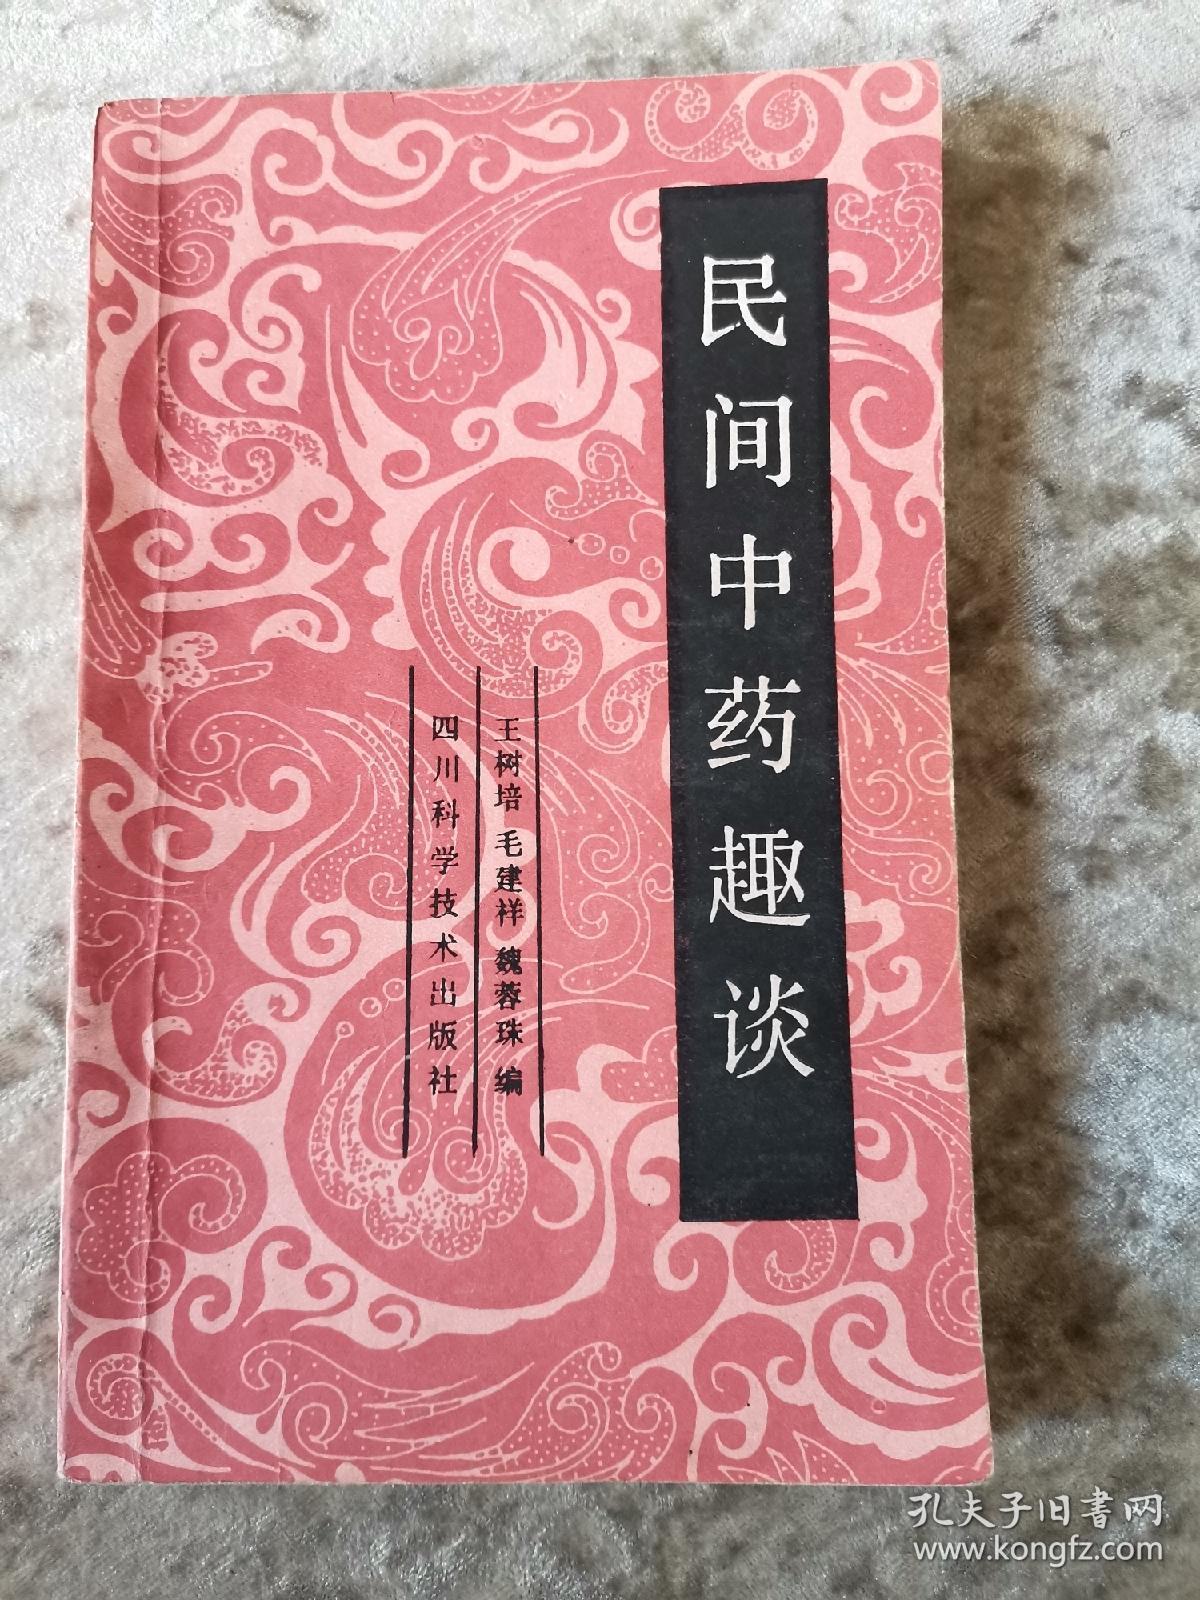 民间中药趣谈
王树培 毛建祥 魏蓉珠 编
四川科学技术出版社
孔夫子旧书网
www.kongfz.com